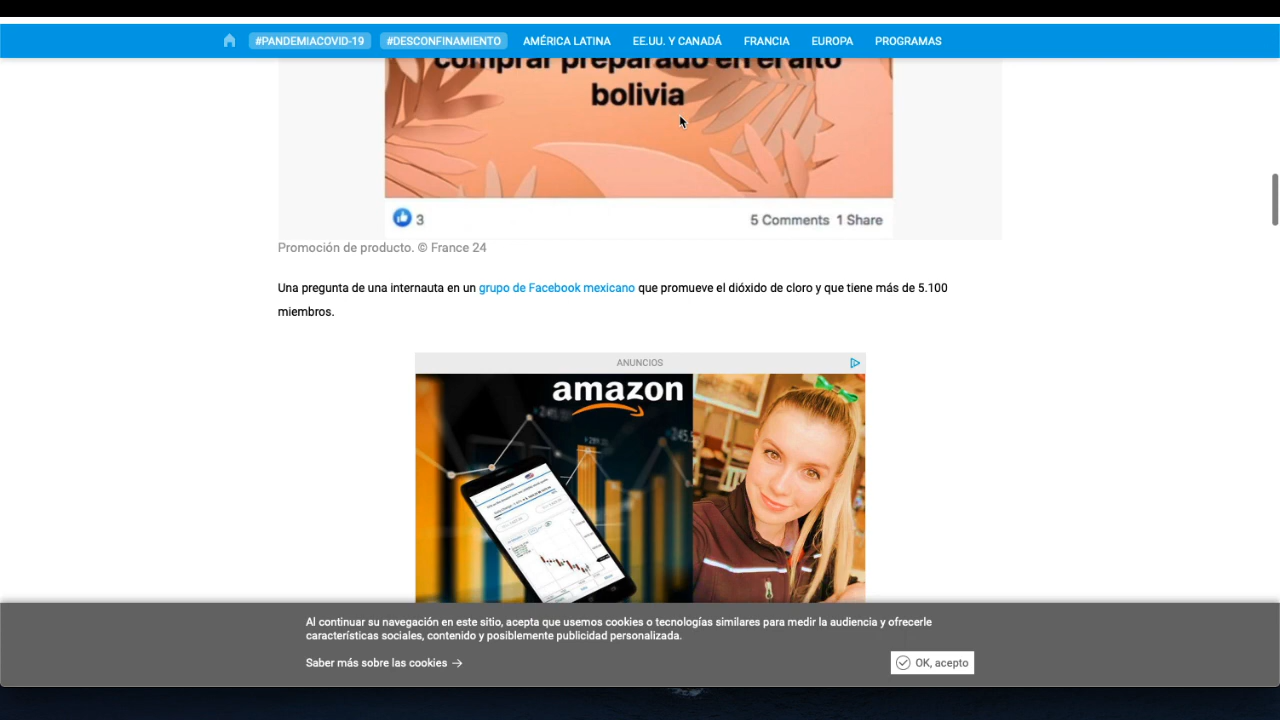 #PANDEMIACOVID-19 #DESCONFINAMIENTO AMÉRICA LATINA EE.UU. Y CANADÁ FRANCIA EUROPA PROGRAMAS
comprar preparado en el alto
bolivia
3 5 Comments 1 Share
Promoción de producto. © France 24
Una pregunta de una internauta en un grupo de Facebook mexicano que promueve el dióxido de cloro y que tiene más de 5.100
miembros.
ANUNCIOS
amazon
Al continuar su navegación en este sitio, acepta que usemos cookies o tecnologías similares para medir la audiencia y ofrecerle
características sociales, contenido y posiblemente publicidad personalizada.
Saber más sobre las cookies →
OK, acepto